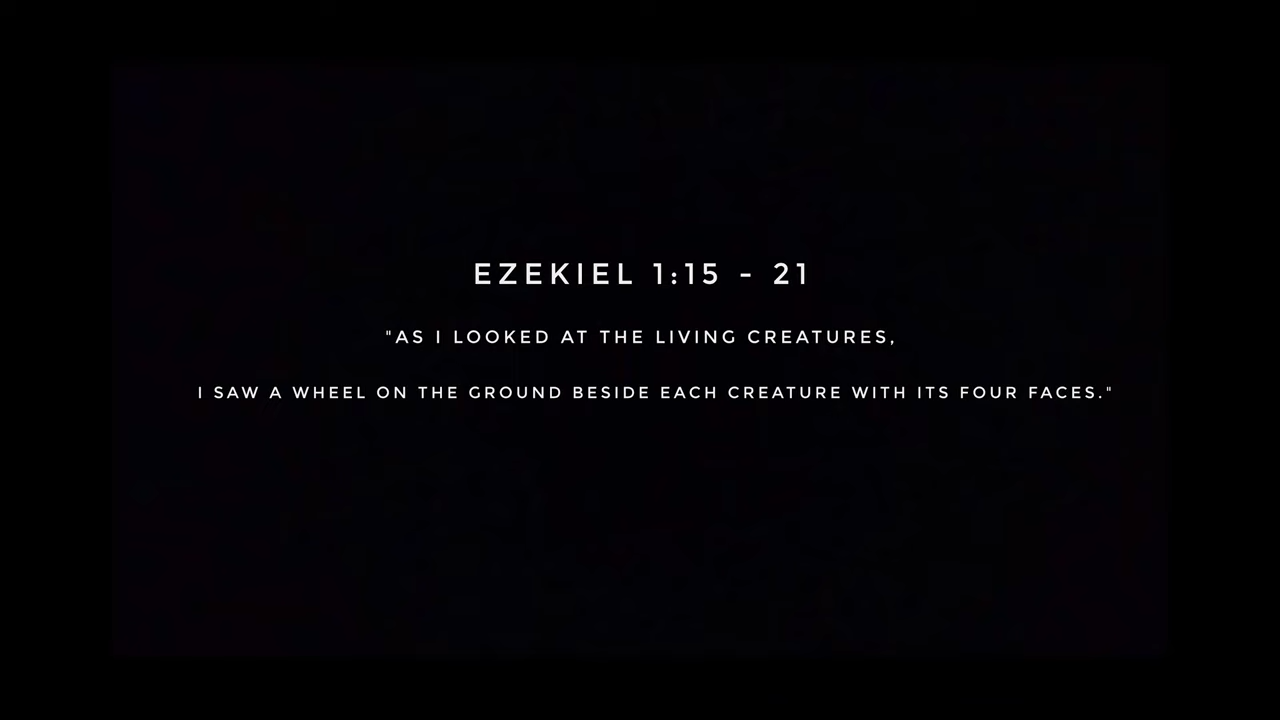 EZEKIEL 1:15 - 21
"AS I LOOKED AT THE LIVING CREATURES,
I SAW A WHEEL ON THE GROUND BESIDE EACH CREATURE WITH ITS FOUR FACES."